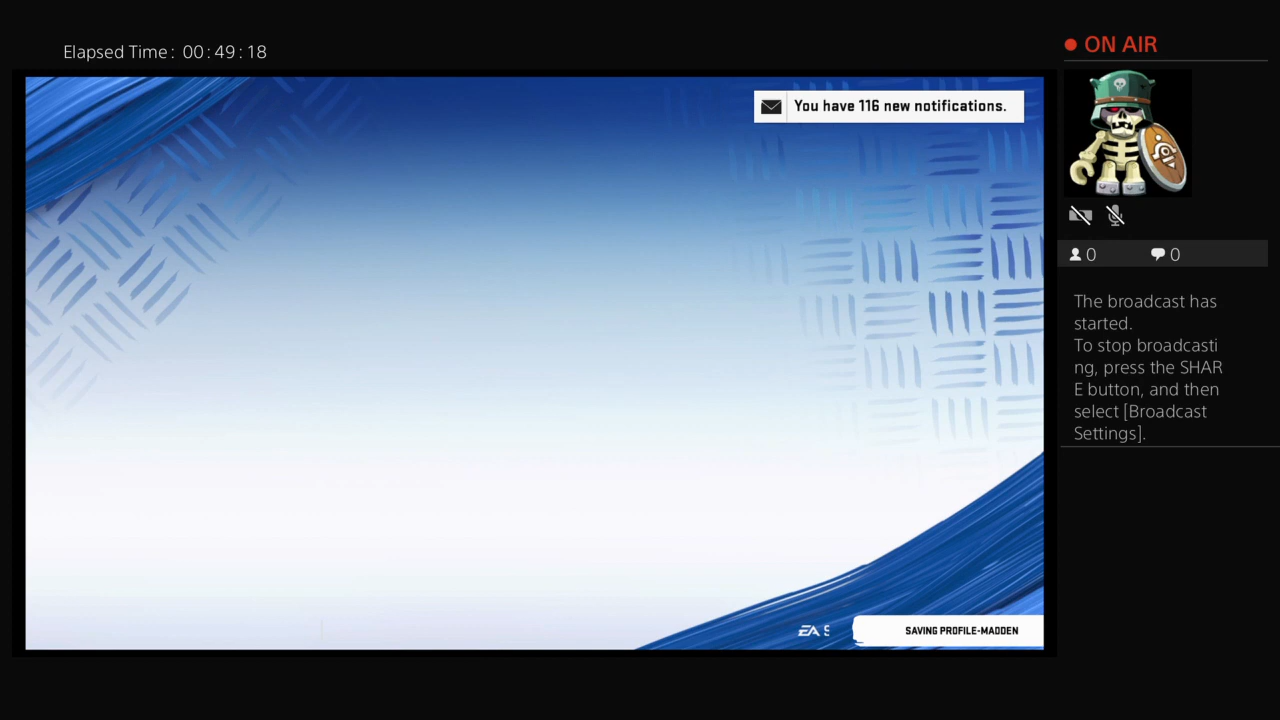 Elapsed Time: 00:49:18
ON AIR
You have 116 new notifications.
0
0
The broadcast has
started.
To stop broadcasti
ng, press the SHAR
E button, and then
select [Broadcast
Settings].
EA S
SAVING PROFILE-MADDEN